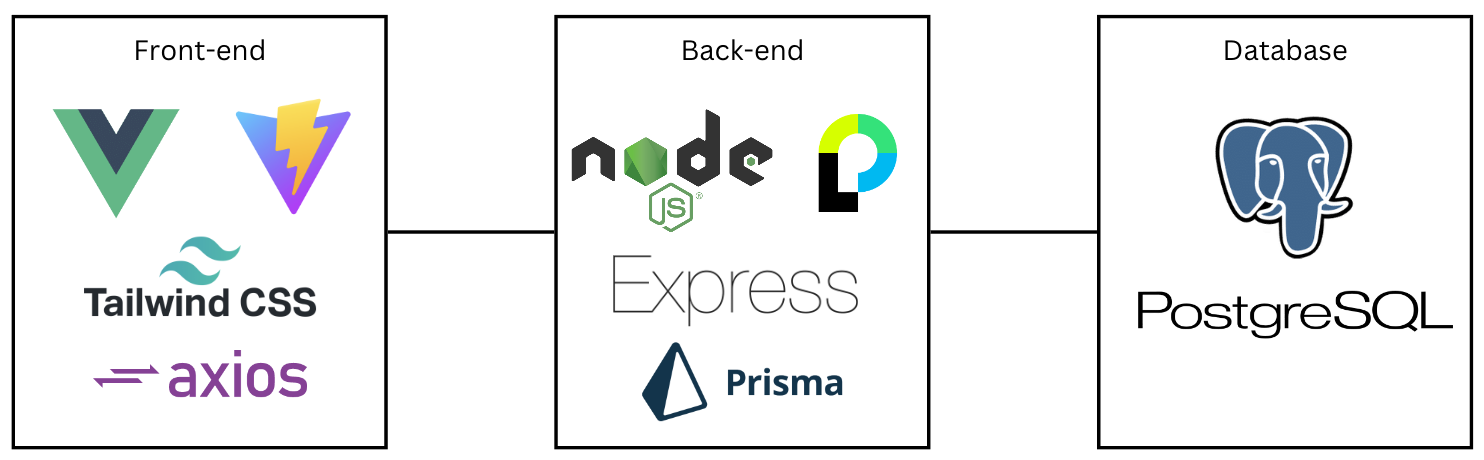 Front-end
Tailwind CSS
axios
Back-end
node
JS®
Express
Prisma
Database
PostgreSQL